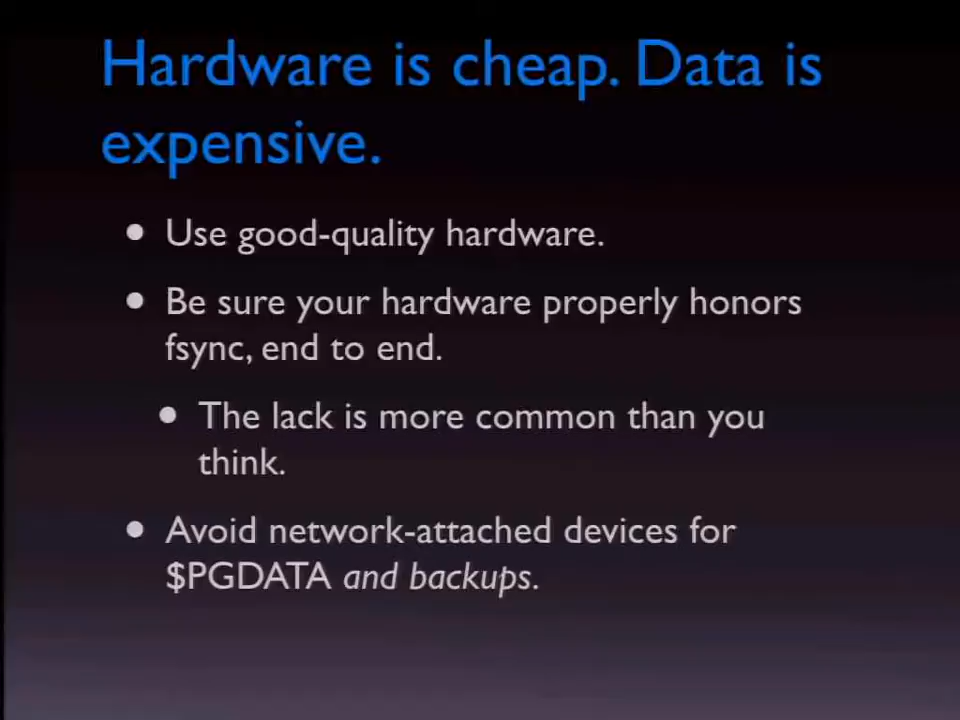 Hardware is cheap. Data is
expensive.
• Use good-quality hardware.
• Be sure your hardware properly honors
fsync, end to end.
• The lack is more common than you
think.
• Avoid network-attached devices for
$PGDATA and backups.